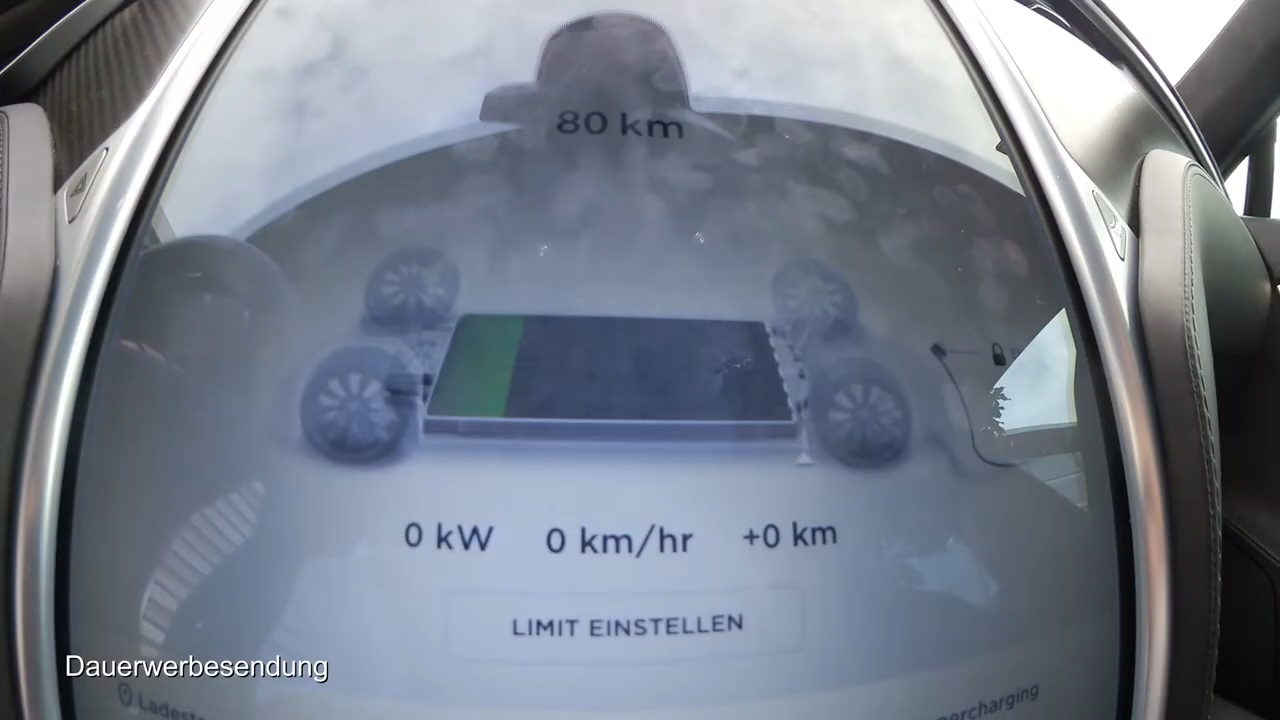 80 km
0 kW 0 km/hr +0 km
LIMIT EINSTELLEN
Dauerwerbesendung